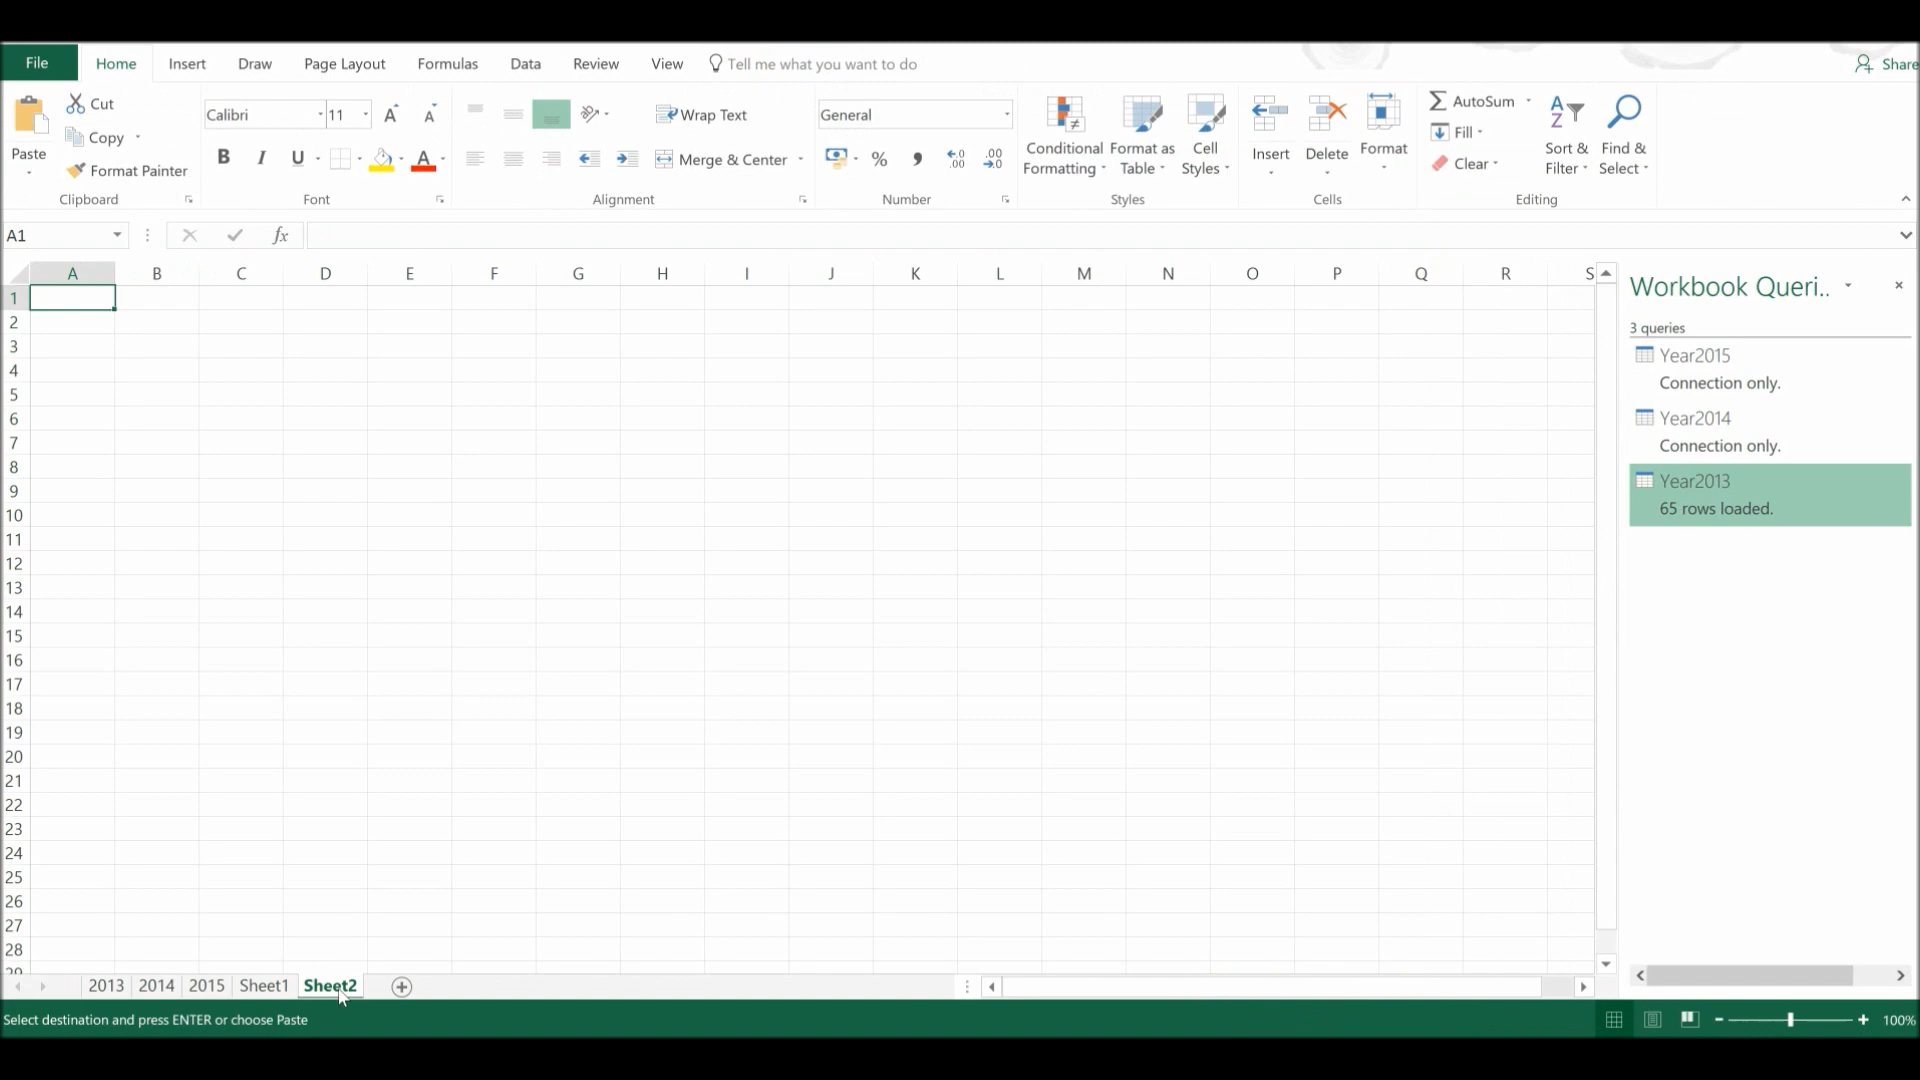 File Home Insert Draw Page Layout Formulas Data Review View Tell me what you want to do Share
Paste
Cut
Copy
Format Painter
Clipboard
Calibri 11
B I U
Font
Wrap Text
Merge & Center
Alignment
General
Number
Conditional Formatting
Format as Table
Cell Styles
Styles
Insert Delete Format
Cells
AutoSum
Fill
Clear
Sort & Filter
Find & Select
Editing
A1 fx
A B C D E F G H I J K L M N O P Q R S
1
2
3
4
5
6
7
8
9
10
11
12
13
14
15
16
17
18
19
20
21
22
23
24
25
26
27
28
29
Workbook Queri..
3 queries
Year2015
Connection only.
Year2014
Connection only.
Year2013
65 rows loaded.
2013 2014 2015 Sheet1 Sheet2
Select destination and press ENTER or choose Paste 100%